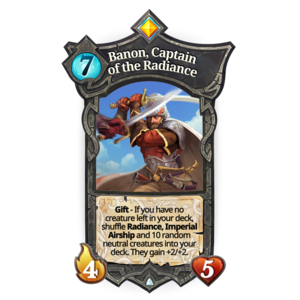 7
Banon, Captain
of the Radiance
Gift - If you have no
creature left in your deck,
shuffle Radiance, Imperial
Airship and 10 random
neutral creatures into your
deck. They gain +2/+2.
4
5